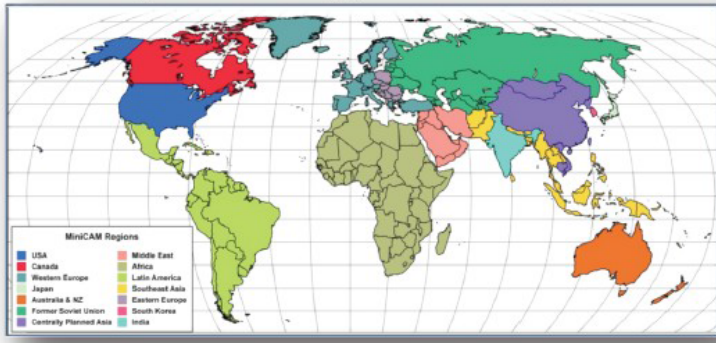 MiniCAM Regions
USA
Canada
Western Europe
Japan
Australia & NZ
Former Soviet Union
Centrally Planned Asia
Middle East
Africa
Latin America
Southeast Asia
Eastern Europe
South Korea
India